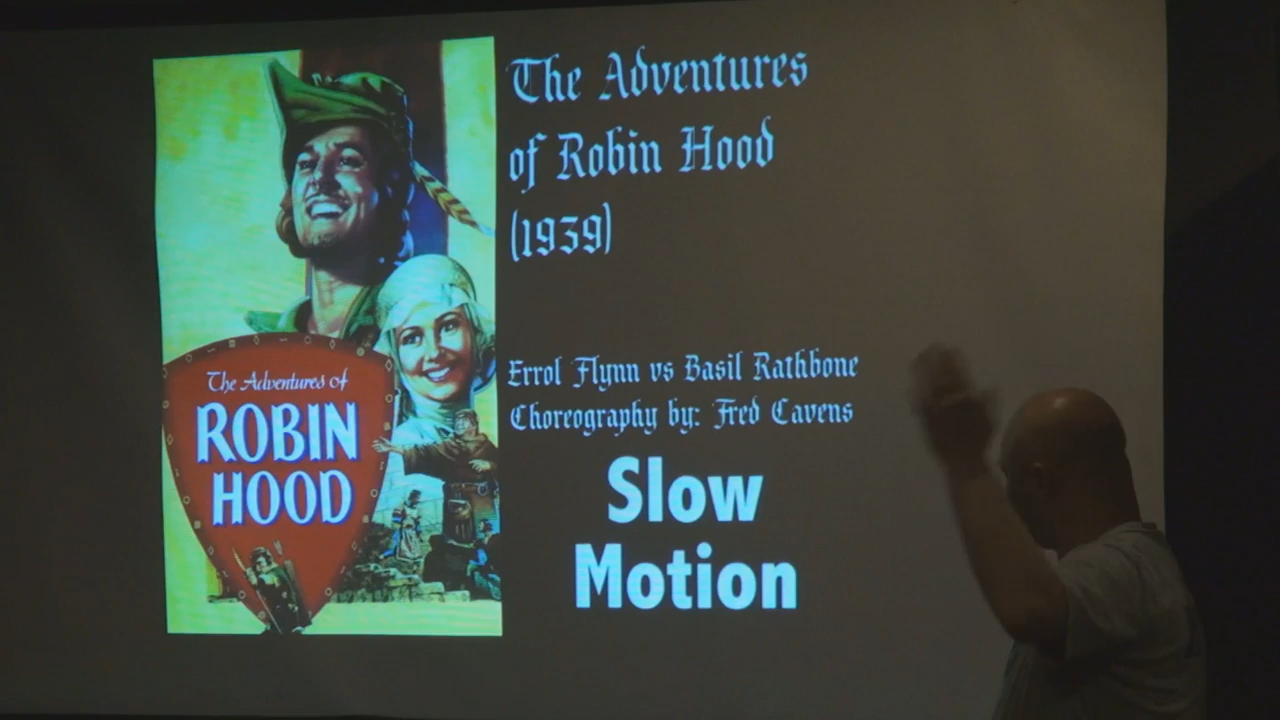 The Adventures
of Robin Hood
(1939)
The Adventures of
ROBIN
HOOD
Errol Flynn vs Basil Rathbone
Choreography by: Fred Cavens
Slow
Motion